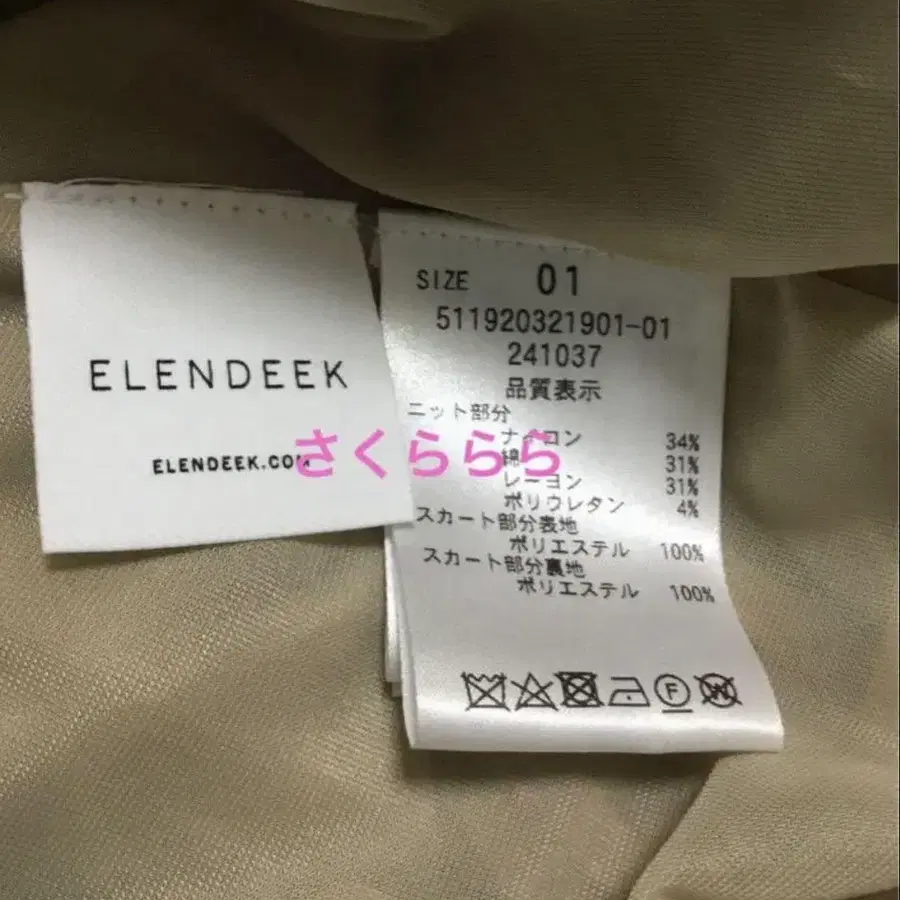 ELENDEEK
ELENDEEK.COM
さくららら
SIZE 01
511920321901-01
241037
品質表示
ニット部分
ナイロン 34%
綿 31%
レーヨン 31%
ポリウレタン 4%
スカート部分表地
ポリエステル 100%
スカート部分裏地
ポリエステル 100%
F
W